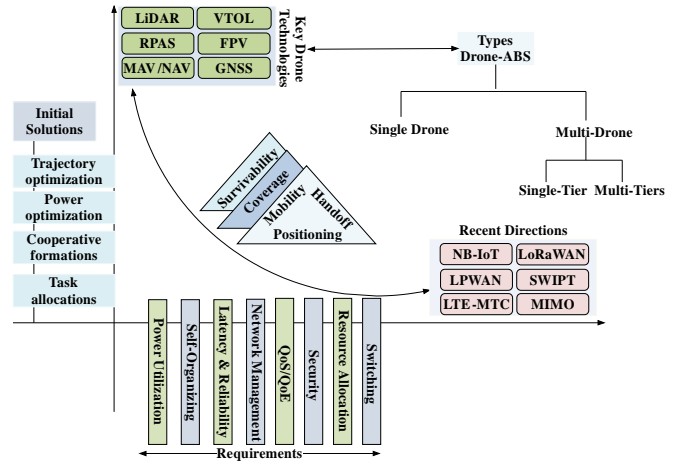 LiDAR
VTOL
RPAS
FPV
MAV/NAV
GNSS
Key Drone
Technologies
Types
Drone-ABS
Single Drone
Multi-Drone
Single-Tier
Multi-Tiers
Initial
Solutions
Trajectory
optimization
Power
optimization
Cooperative
formations
Task
allocations
Survivability
Coverage
Mobility
Handoff
Positioning
Recent Directions
NB-IoT
LoRaWAN
LPWAN
SWIPT
LTE-MTC
MIMO
Power Utilization
Self-Organizing
Latency & Reliability
Network Management
QoS/QoE
Security
Resource Allocation
Switching
Requirements